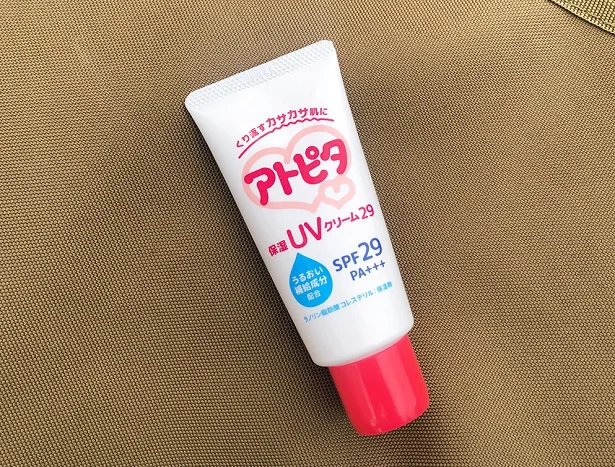 くり返すカサカサ肌に
アトピタ
保湿UVクリーム29
うるおい
補給成分
配合
SPF29
PA+++
ラノリン脂肪酸コレステリル:保湿剤